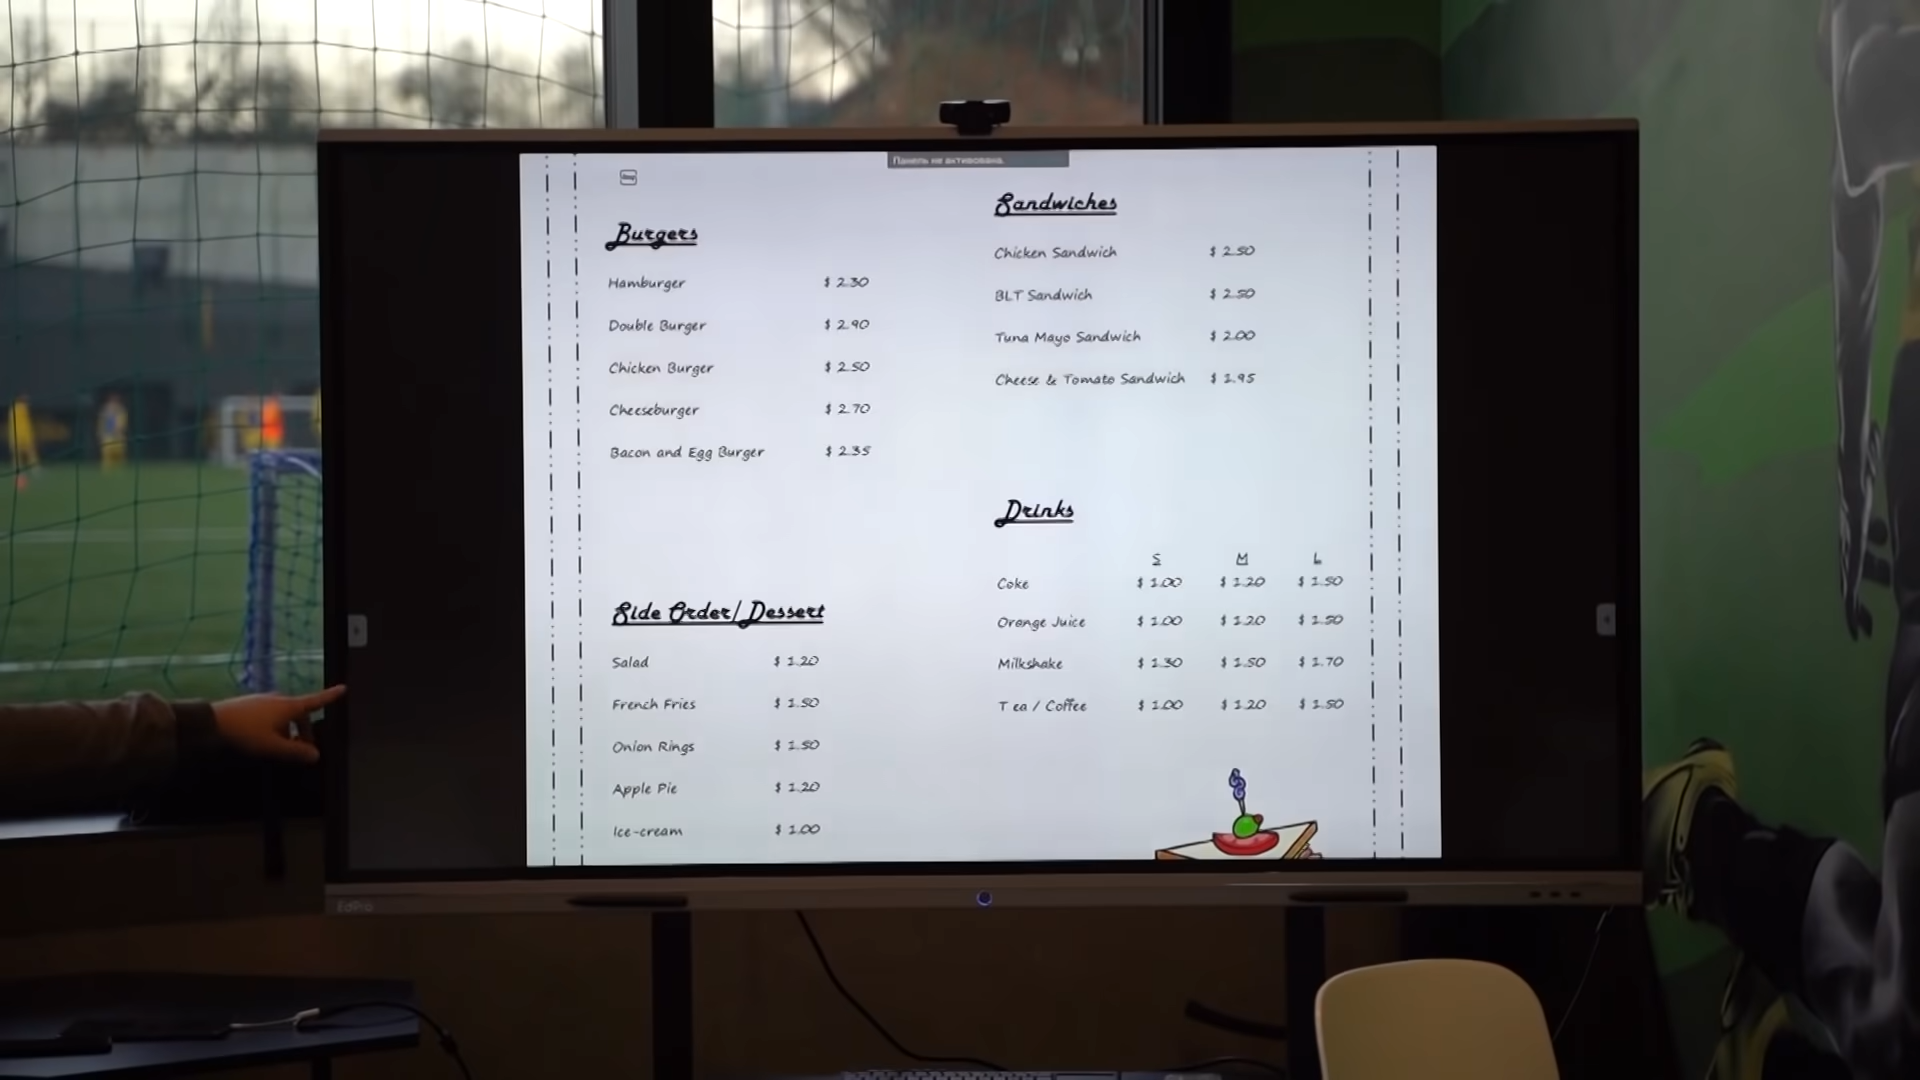 Панель не активована.
Burgers
Hamburger $ 2.30
Double Burger $ 2.90
Chicken Burger $ 2.50
Cheeseburger $ 2.70
Bacon and Egg Burger $ 2.35
Side Order/Dessert
Salad $ 1.20
French Fries $ 1.50
Onion Rings $ 1.50
Apple Pie $ 1.20
Ice-cream $ 1.00
Sandwiches
Chicken Sandwich $ 2.50
BLT Sandwich $ 2.50
Tuna Mayo Sandwich $ 2.00
Cheese & Tomato Sandwich $ 1.95
Drinks
S M L
Coke $ 1.00 $ 1.20 $ 1.50
Orange Juice $ 1.00 $ 1.20 $ 1.50
Milkshake $ 1.30 $ 1.50 $ 1.70
Tea / Coffee $ 1.00 $ 1.20 $ 1.50
EdPro